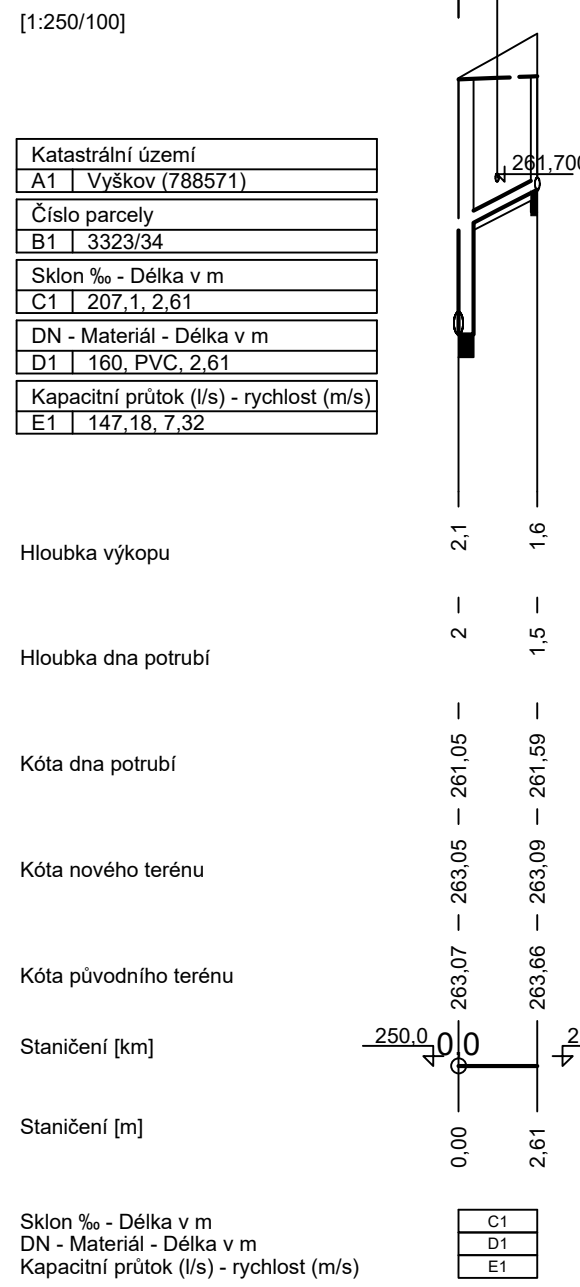 [1:250/100]
261,700
Katastrální území
A1 Vyškov (788571)
Číslo parcely
B1 3323/34
Sklon ‰ - Délka v m
C1 207,1, 2,61
DN - Materiál - Délka v m
D1 160, PVC, 2,61
Kapacitní průtok (l/s) - rychlost (m/s)
E1 147,18, 7,32
Hloubka výkopu 2,1 1,6
Hloubka dna potrubí 2 1,5
Kóta dna potrubí 261,05 261,59
Kóta nového terénu 263,05 263,09
Kóta původního terénu 263,07 263,66
Staničení [km] 250,0 0,0 2
Staničení [m] 0,00 2,61
Sklon ‰ - Délka v m C1
DN - Materiál - Délka v m D1
Kapacitní průtok (l/s) - rychlost (m/s) E1